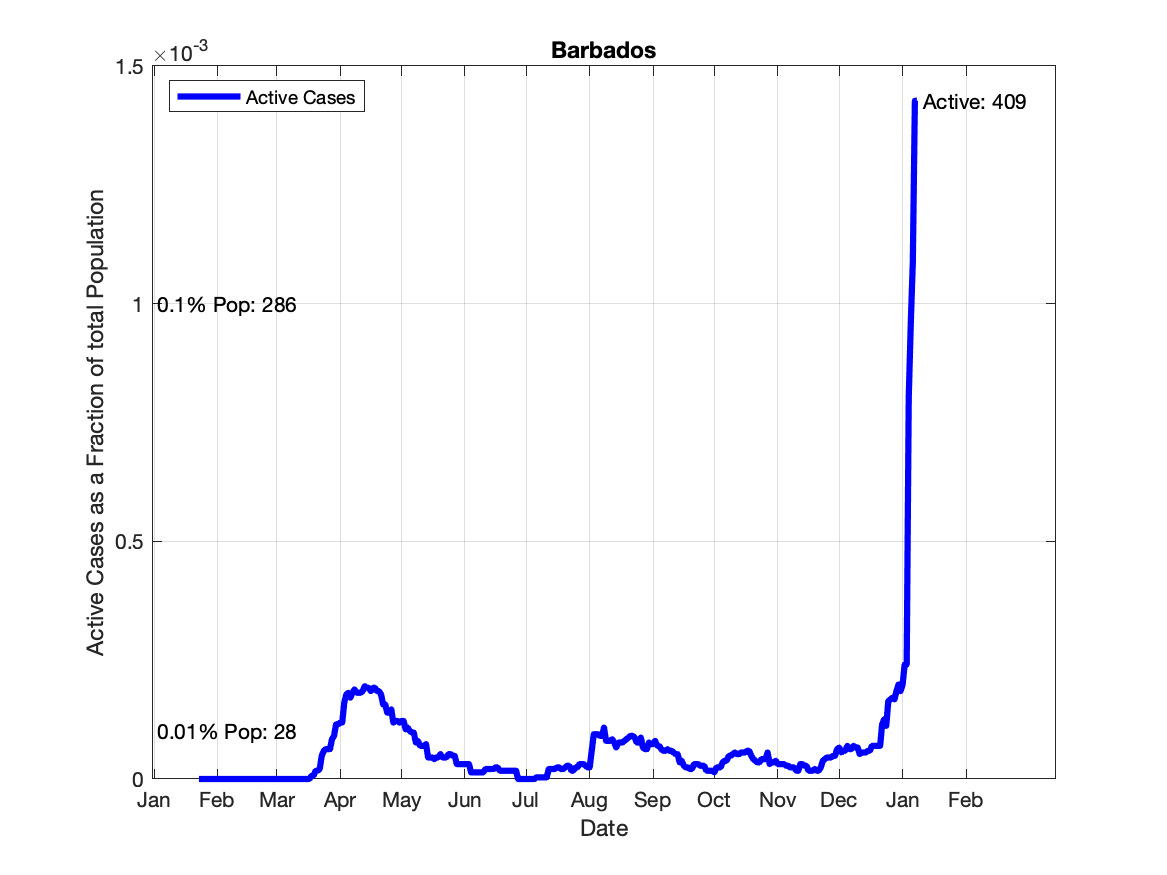 Barbados
×10-3
1.5
Active Cases
Active: 409
Active Cases as a Fraction of total Population
1
0.1% Pop: 286
0.5
0.01% Pop: 28
0
Jan Feb Mar Apr May Jun Jul Aug Sep Oct Nov Dec Jan Feb
Date